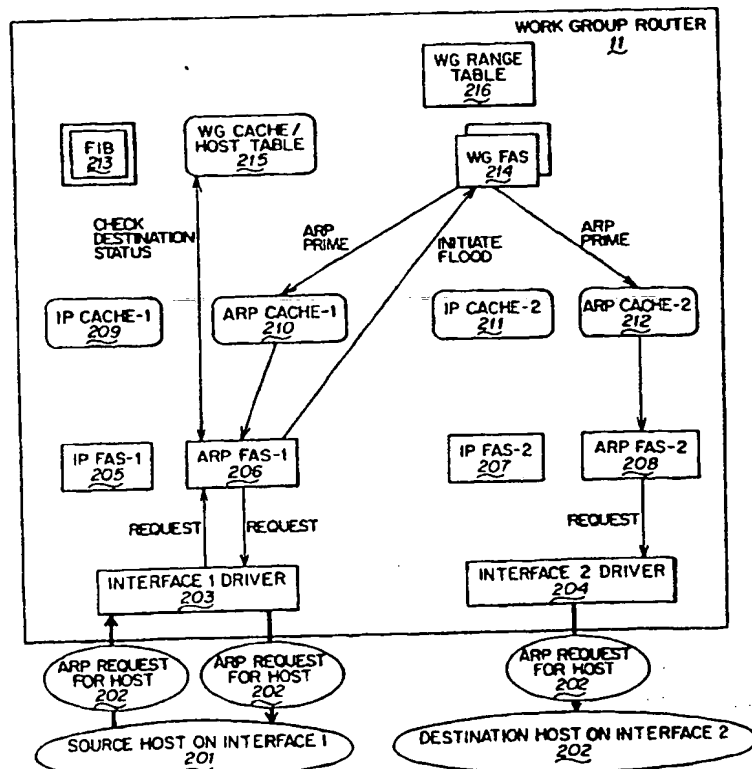 WORK GROUP ROUTER
11
WG RANGE
TABLE
216
FIB
213
WG CACHE/
HOST TABLE
215
WG FAS
214
CHECK
DESTINATION
STATUS
ARP
PRIME
INITIATE
FLOOD
ARP
PRIME
IP CACHE-1
209
ARP CACHE-1
210
IP CACHE-2
211
ARP CACHE-2
212
IP FAS-1
205
ARP FAS-1
206
IP FAS-2
207
ARP FAS-2
208
REQUEST
REQUEST
REQUEST
INTERFACE 1 DRIVER
203
INTERFACE 2 DRIVER
204
ARP REQUEST
FOR HOST
202
ARP REQUEST
FOR HOST
202
ARP REQUEST
FOR HOST
202
SOURCE HOST ON INTERFACE 1
201
DESTINATION HOST ON INTERFACE 2
202